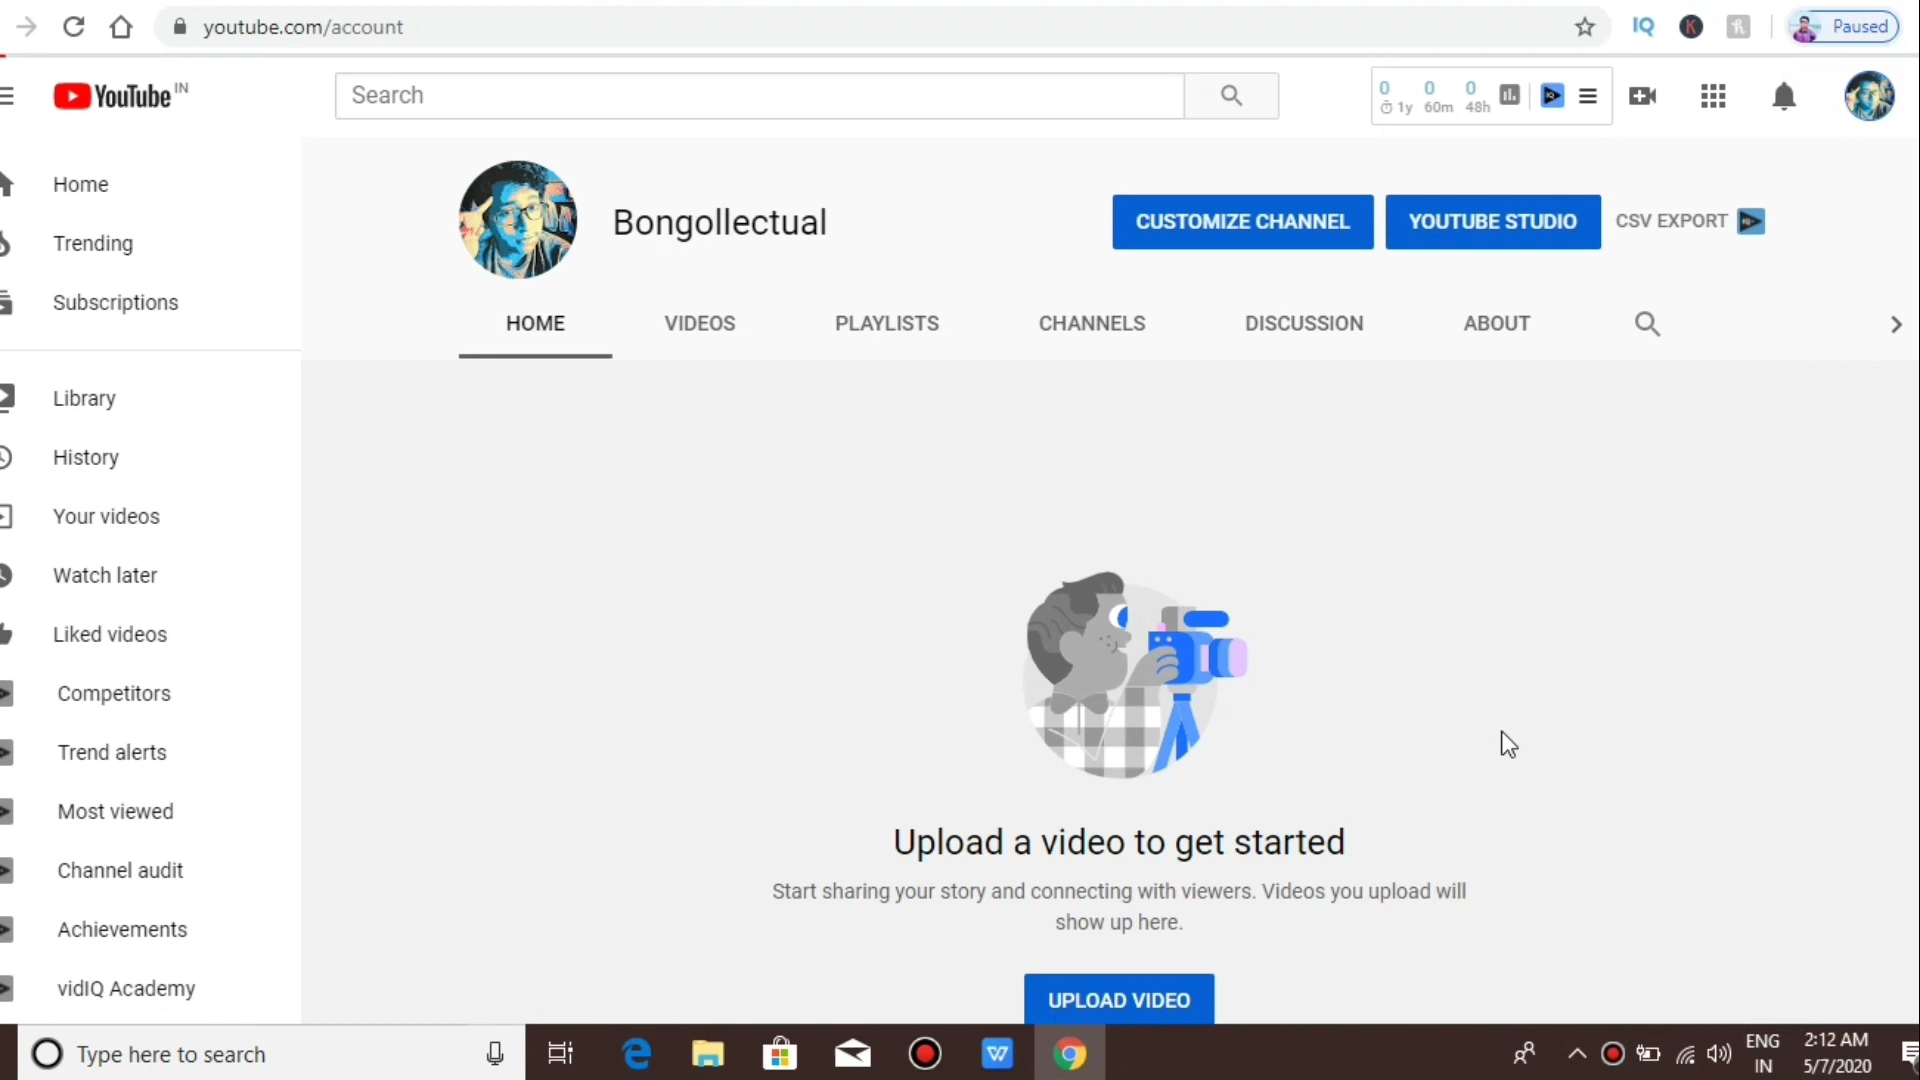 youtube.com/account
IQ
K
Paused
YouTube IN
Search
0 0 0
1y 60m 48h
Home
Trending
Subscriptions
Library
History
Your videos
Watch later
Liked videos
Competitors
Trend alerts
Most viewed
Channel audit
Achievements
vidIQ Academy
Bongollectual
CUSTOMIZE CHANNEL
YOUTUBE STUDIO
CSV EXPORT
HOME
VIDEOS
PLAYLISTS
CHANNELS
DISCUSSION
ABOUT
Upload a video to get started
Start sharing your story and connecting with viewers. Videos you upload will
show up here.
UPLOAD VIDEO
Type here to search
ENG
IN
2:12 AM
5/7/2020